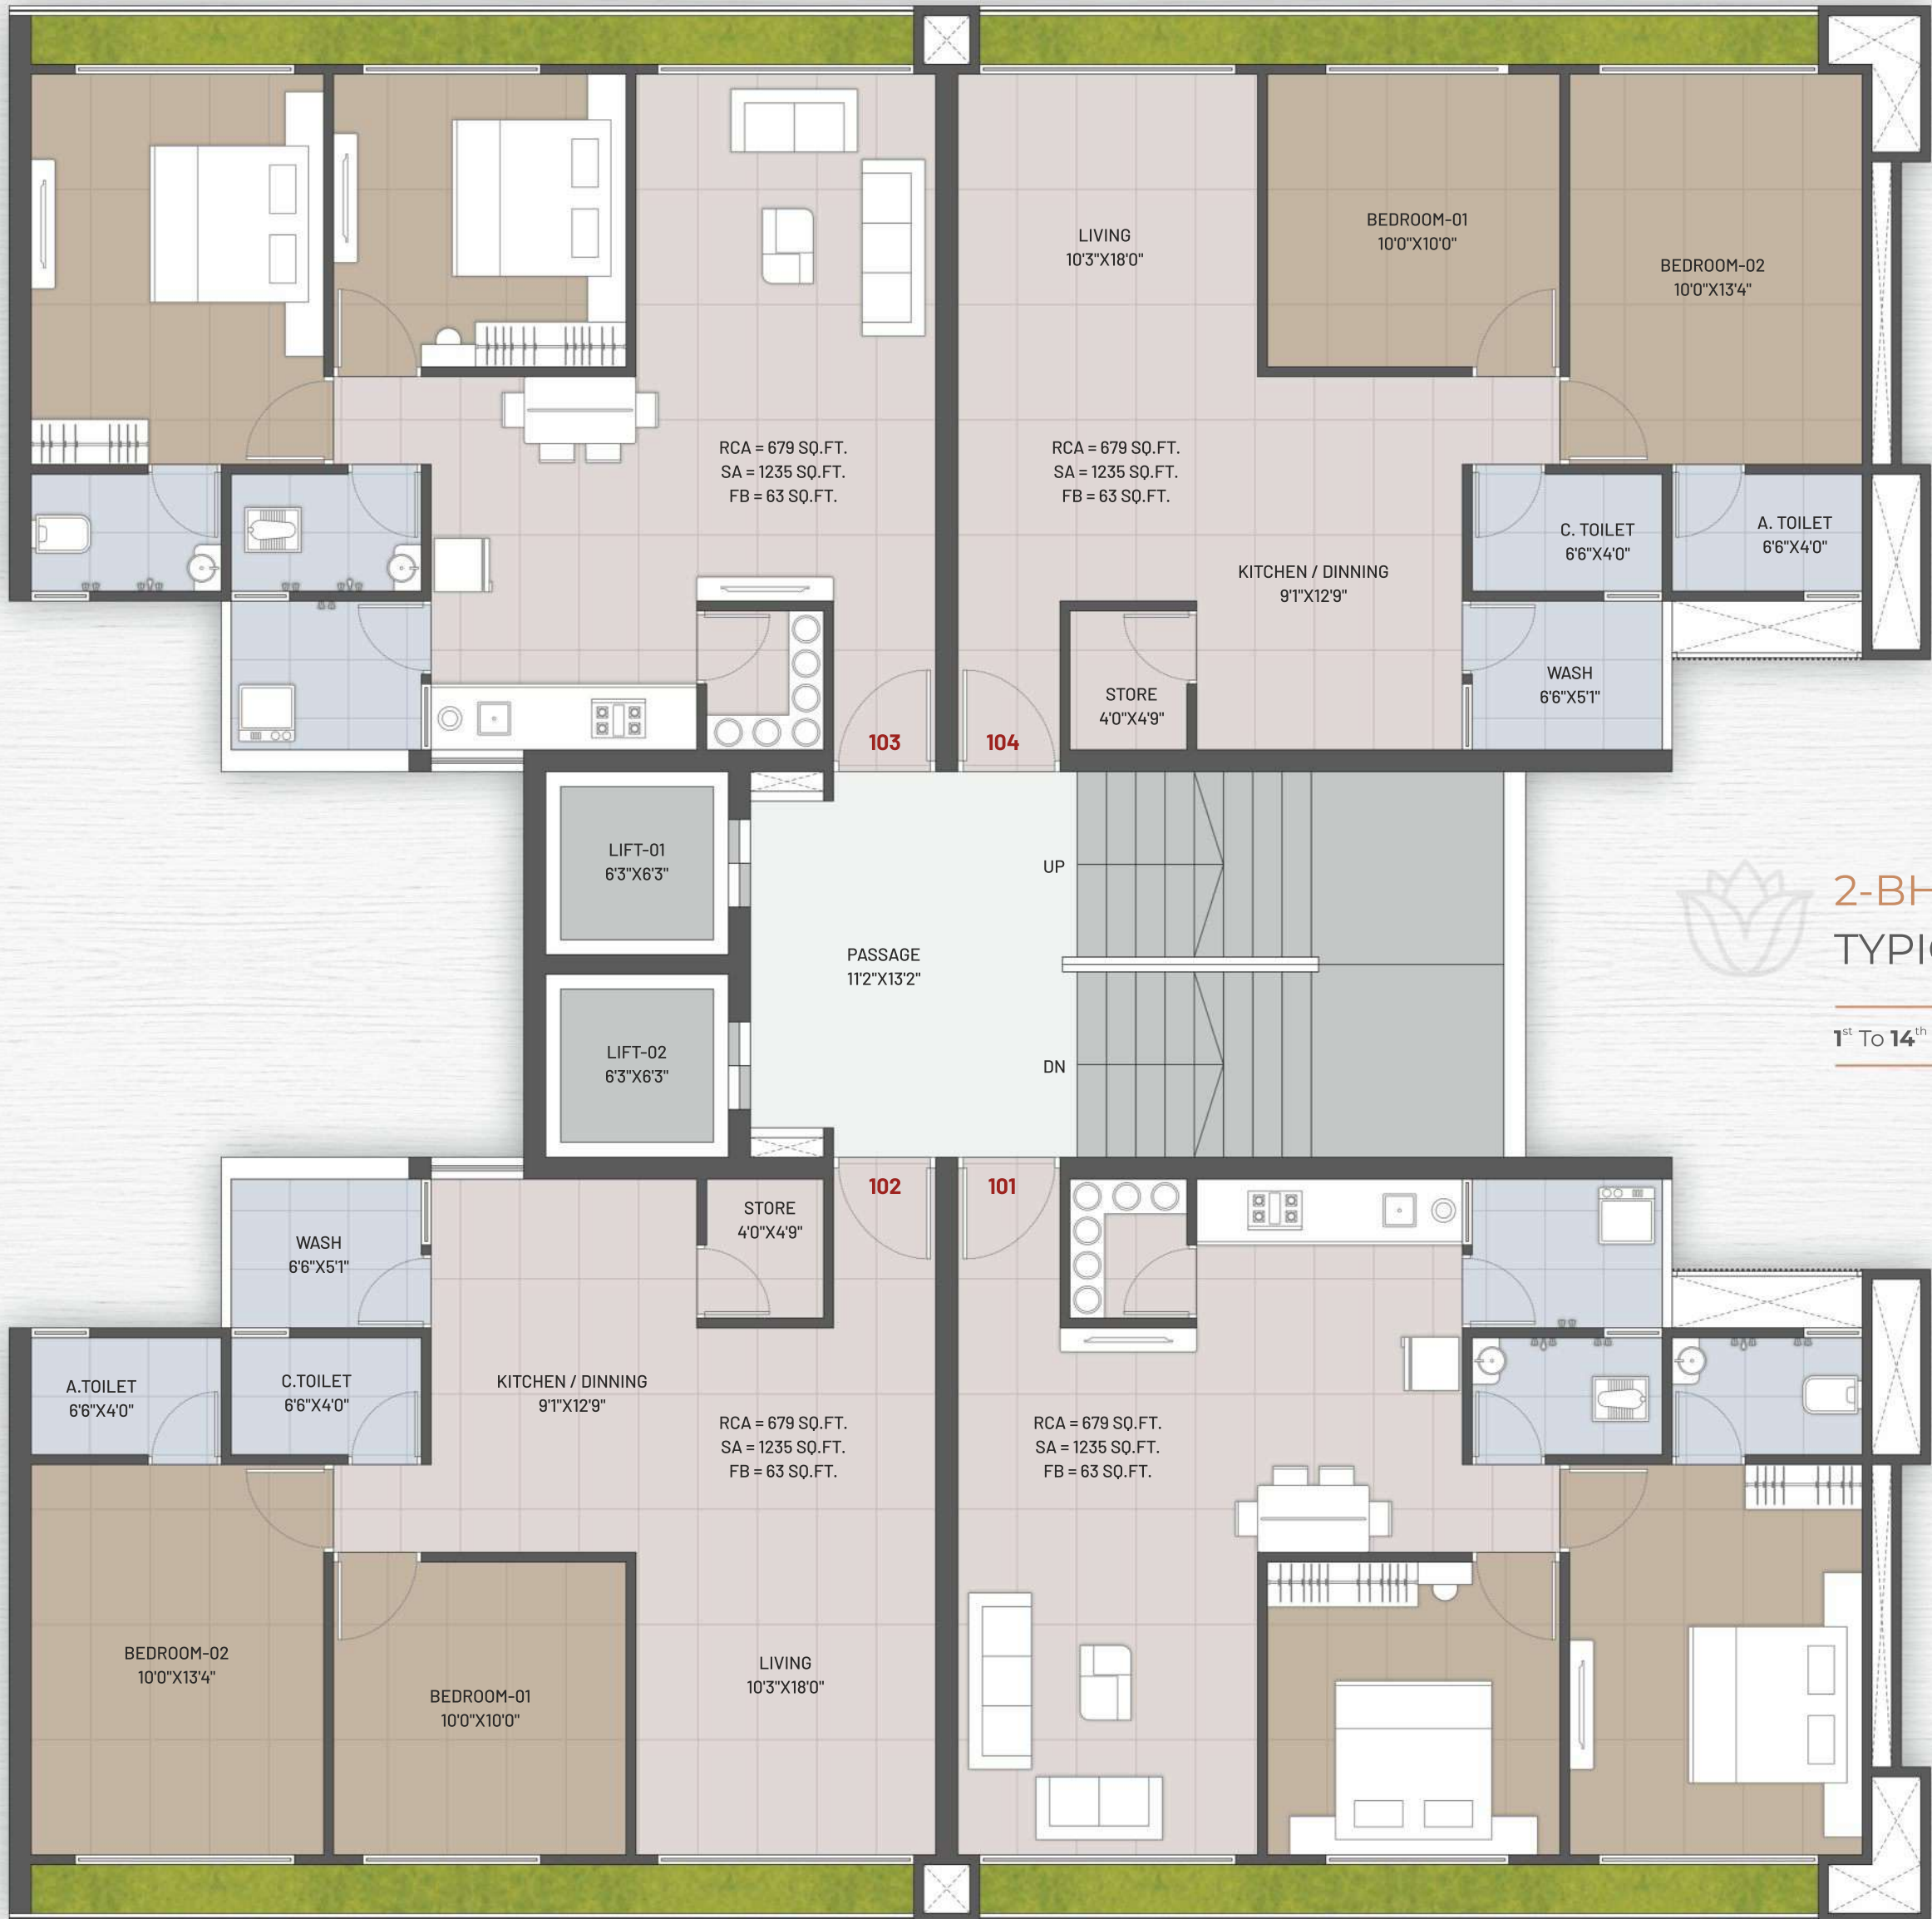 LIVING
10'3"X18'0"
BEDROOM-01
10'0"X10'0"
BEDROOM-02
10'0"X13'4"
RCA = 679 SQ.FT.
SA = 1235 SQ.FT.
FB = 63 SQ.FT.
RCA = 679 SQ.FT.
SA = 1235 SQ.FT.
FB = 63 SQ.FT.
C. TOILET
6'6"X4'0"
A. TOILET
6'6"X4'0"
KITCHEN / DINNING
9'1"X12'9"
STORE
4'0"X4'9"
WASH
6'6"X5'1"
103
104
LIFT-01
6'3"X6'3"
UP
PASSAGE
11'2"X13'2"
LIFT-02
6'3"X6'3"
DN
2-BH
TYPI
1st To 14th
102
101
STORE
4'0"X4'9"
WASH
6'6"X5'1"
A.TOILET
6'6"X4'0"
C.TOILET
6'6"X4'0"
KITCHEN / DINNING
9'1"X12'9"
RCA = 679 SQ.FT.
SA = 1235 SQ.FT.
FB = 63 SQ.FT.
RCA = 679 SQ.FT.
SA = 1235 SQ.FT.
FB = 63 SQ.FT.
BEDROOM-02
10'0"X13'4"
BEDROOM-01
10'0"X10'0"
LIVING
10'3"X18'0"